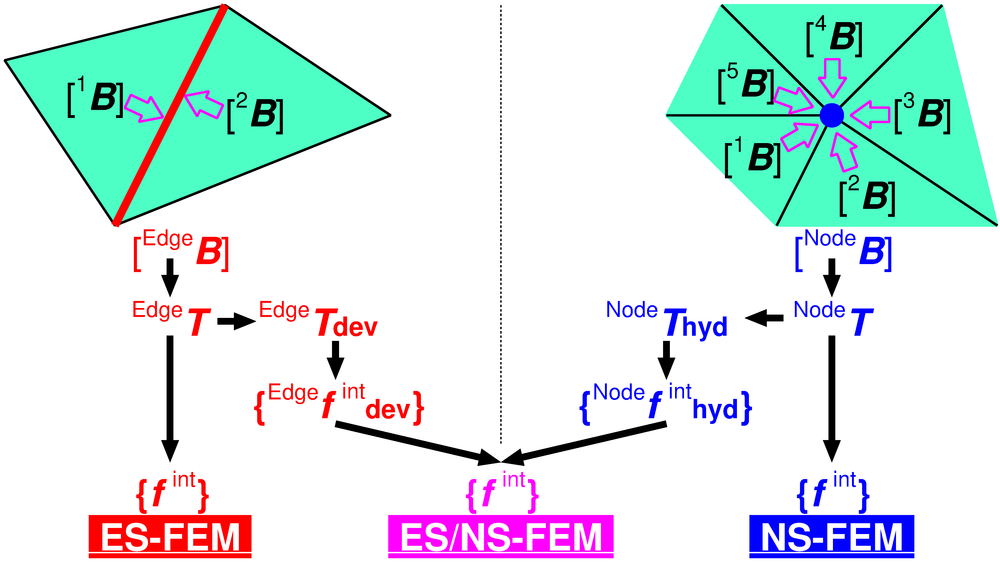 [4B]
[5B]
[1B]
[2B]
[3B]
[1B]
[2B]
[EdgeB]
[NodeB]
EdgeT
EdgeTdev
NodeThyd
NodeT
{Edgef int dev}
{Nodef int hyd}
{f int}
{f int}
{f int}
ES-FEM
ES/NS-FEM
NS-FEM